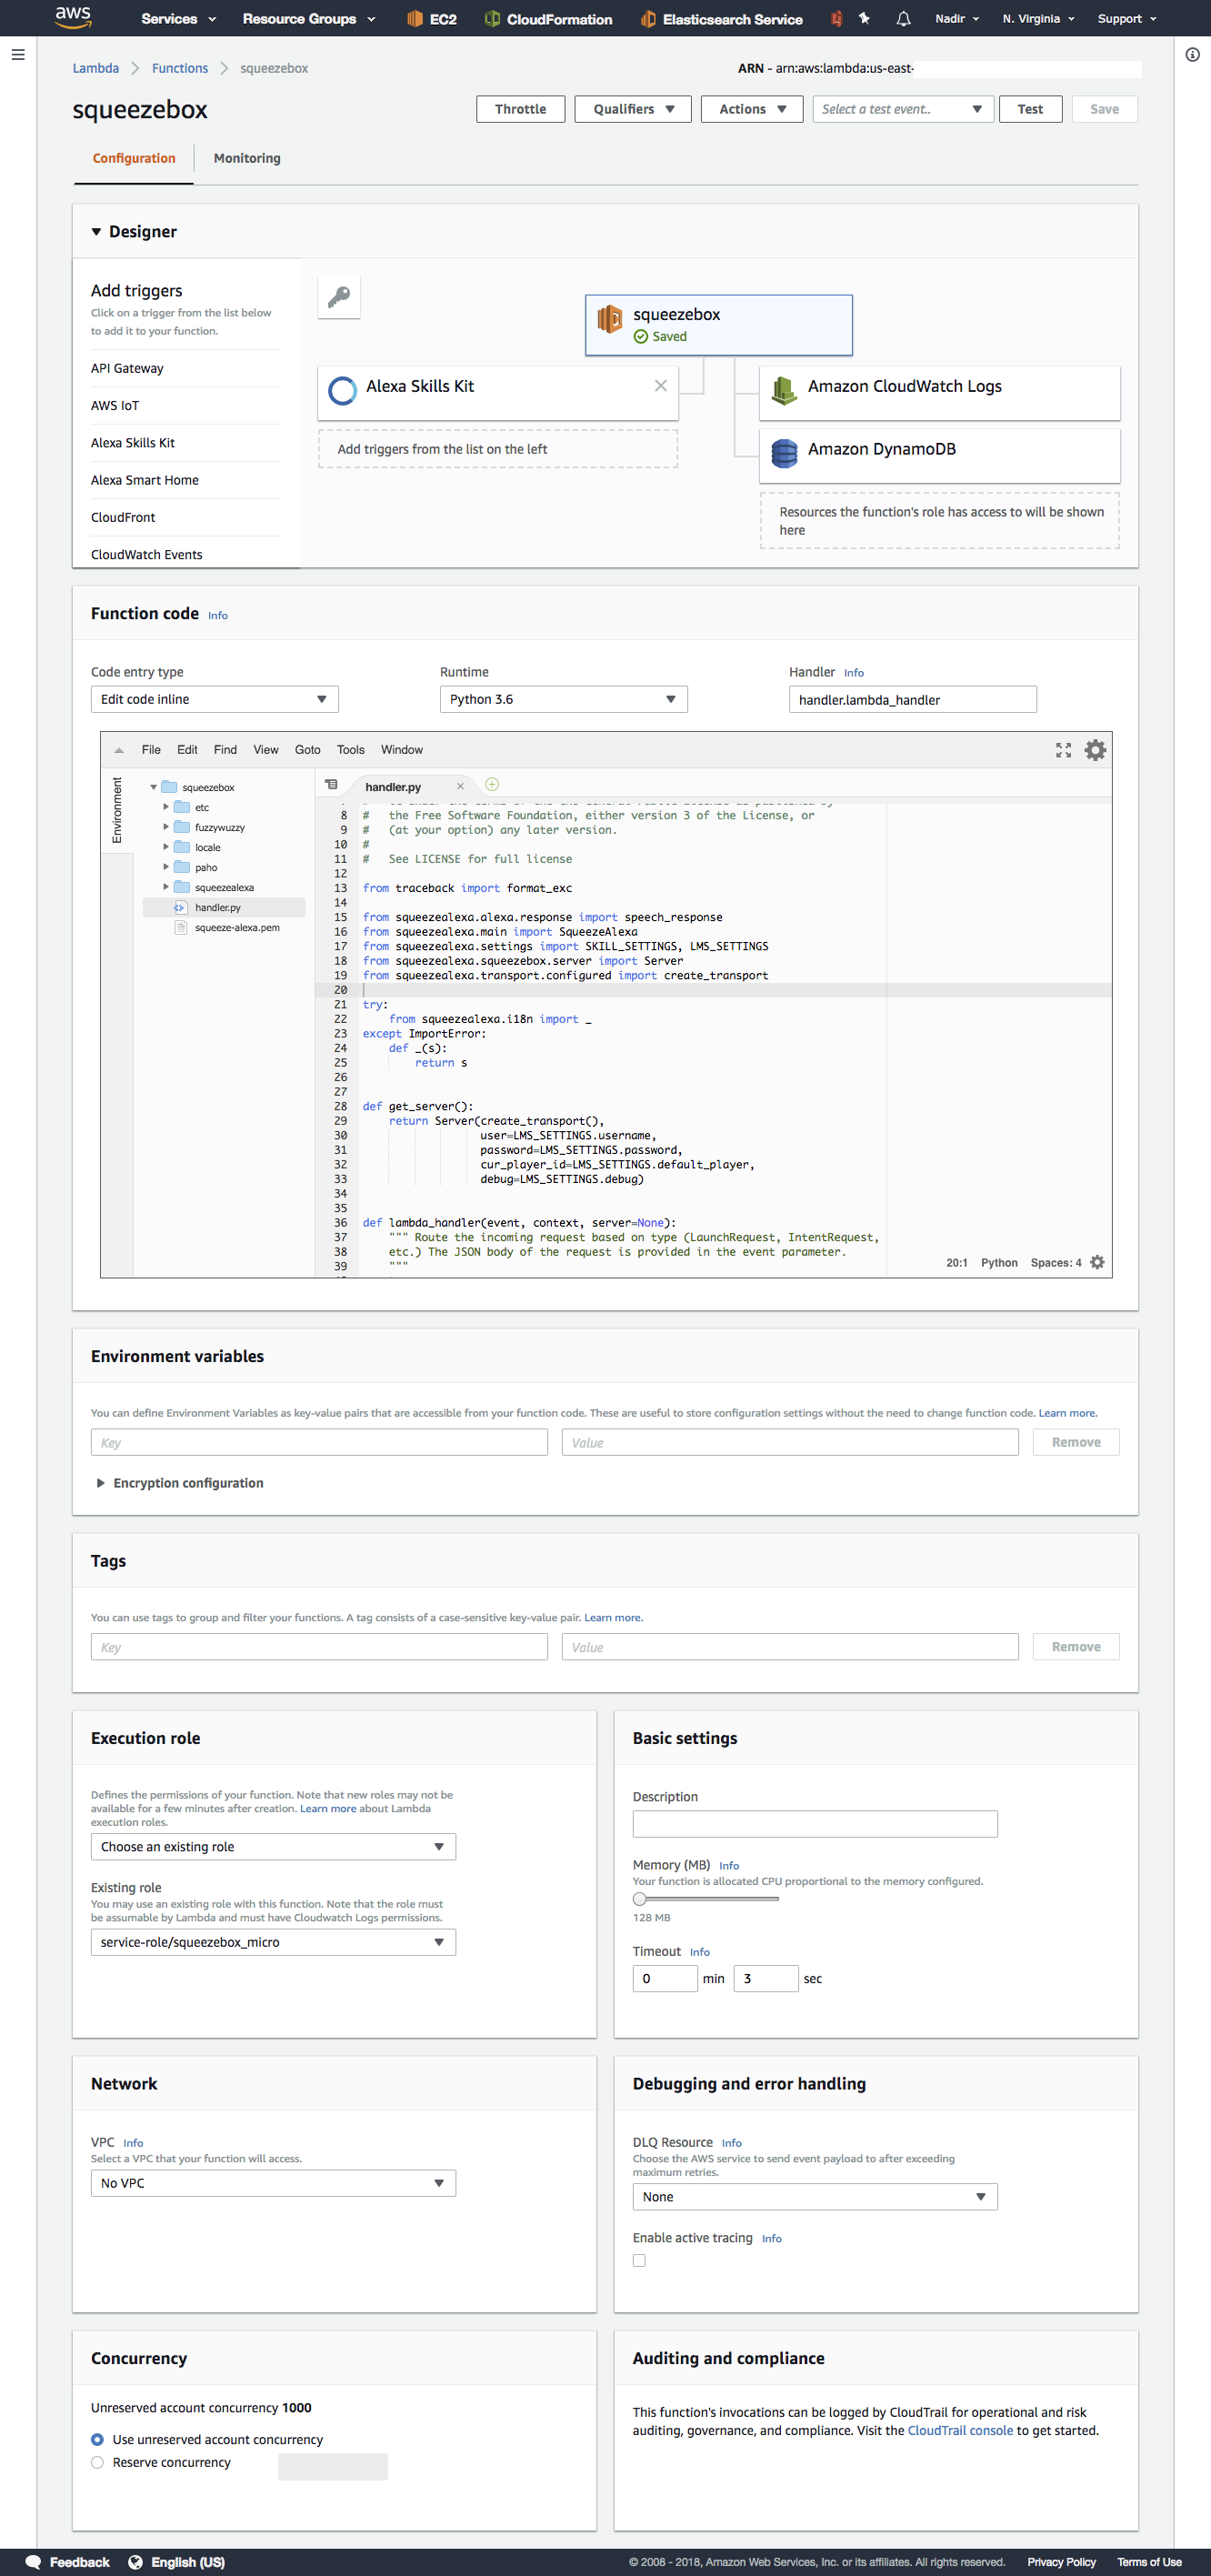 aws Services Resource Groups EC2 CloudFormation Elasticsearch Service Nadir N. Virginia Support
Lambda Functions squeezebox ARN - arn:aws:lambda:us-east-
squeezebox Throttle Qualifiers Actions Select a test event.. Test Save
Configuration Monitoring
Designer
Add triggers
Click on a trigger from the list below
to add it to your function.
API Gateway
AWS IoT
Alexa Skills Kit
Alexa Smart Home
CloudFront
CloudWatch Events
squeezebox
Saved
Alexa Skills Kit
Add triggers from the list on the left
Amazon CloudWatch Logs
Amazon DynamoDB
Resources the function's role has access to will be shown
here
Function code Info
Code entry type Runtime Handler Info
Edit code inline Python 3.6 handler.lambda_handler
File Edit Find View Goto Tools Window
Environment
squeezebox
etc
fuzzywuzzy
locale
paho
squeezealexa
handler.py
squeeze-alexa.pem
handler.py
8 # the Free Software Foundation, either version 3 of the License, or
9 # (at your option) any later version.
10 #
11 # See LICENSE for full license
12
13 from traceback import format_exc
14
15 from squeezealexa.alexa.response import speech_response
16 from squeezealexa.main import SqueezeAlexa
17 from squeezealexa.settings import SKILL_SETTINGS, LMS_SETTINGS
18 from squeezealexa.squeezebox.server import Server
19 from squeezealexa.transport.configured import create_transport
20
21 try:
22 from squeezealexa.i18n import _
23 except ImportError:
24 def _(s):
25 return s
26
27
28 def get_server():
29 return Server(create_transport(),
30 user=LMS_SETTINGS.username,
31 password=LMS_SETTINGS.password,
32 cur_player_id=LMS_SETTINGS.default_player,
33 debug=LMS_SETTINGS.debug)
34
35
36 def lambda_handler(event, context, server=None):
37 """ Route the incoming request based on type (LaunchRequest, IntentRequest,
38 etc.) The JSON body of the request is provided in the event parameter.
39 """
20:1 Python Spaces: 4
Environment variables
You can define Environment Variables as key-value pairs that are accessible from your function code. These are useful to store configuration settings without the need to change function code. Learn more.
Key Value Remove
Encryption configuration
Tags
You can use tags to group and filter your functions. A tag consists of a case-sensitive key-value pair. Learn more.
Key Value Remove
Execution role
Defines the permissions of your function. Note that new roles may not be
available for a few minutes after creation. Learn more about Lambda
execution roles.
Choose an existing role
Existing role
You may use an existing role with this function. Note that the role must
be assumable by Lambda and must have Cloudwatch Logs permissions.
service-role/squeezebox_micro
Basic settings
Description
Memory (MB) Info
Your function is allocated CPU proportional to the memory configured.
128 MB
Timeout Info
0 min 3 sec
Network
VPC Info
Select a VPC that your function will access.
No VPC
Debugging and error handling
DLQ Resource Info
Choose the AWS service to send event payload to after exceeding
maximum retries.
None
Enable active tracing Info
Concurrency
Unreserved account concurrency 1000
Use unreserved account concurrency
Reserve concurrency
Auditing and compliance
This function's invocations can be logged by CloudTrail for operational and risk
auditing, governance, and compliance. Visit the CloudTrail console to get started.
Feedback English (US) © 2008 - 2018, Amazon Web Services, Inc. or its affiliates. All rights reserved. Privacy Policy Terms of Use